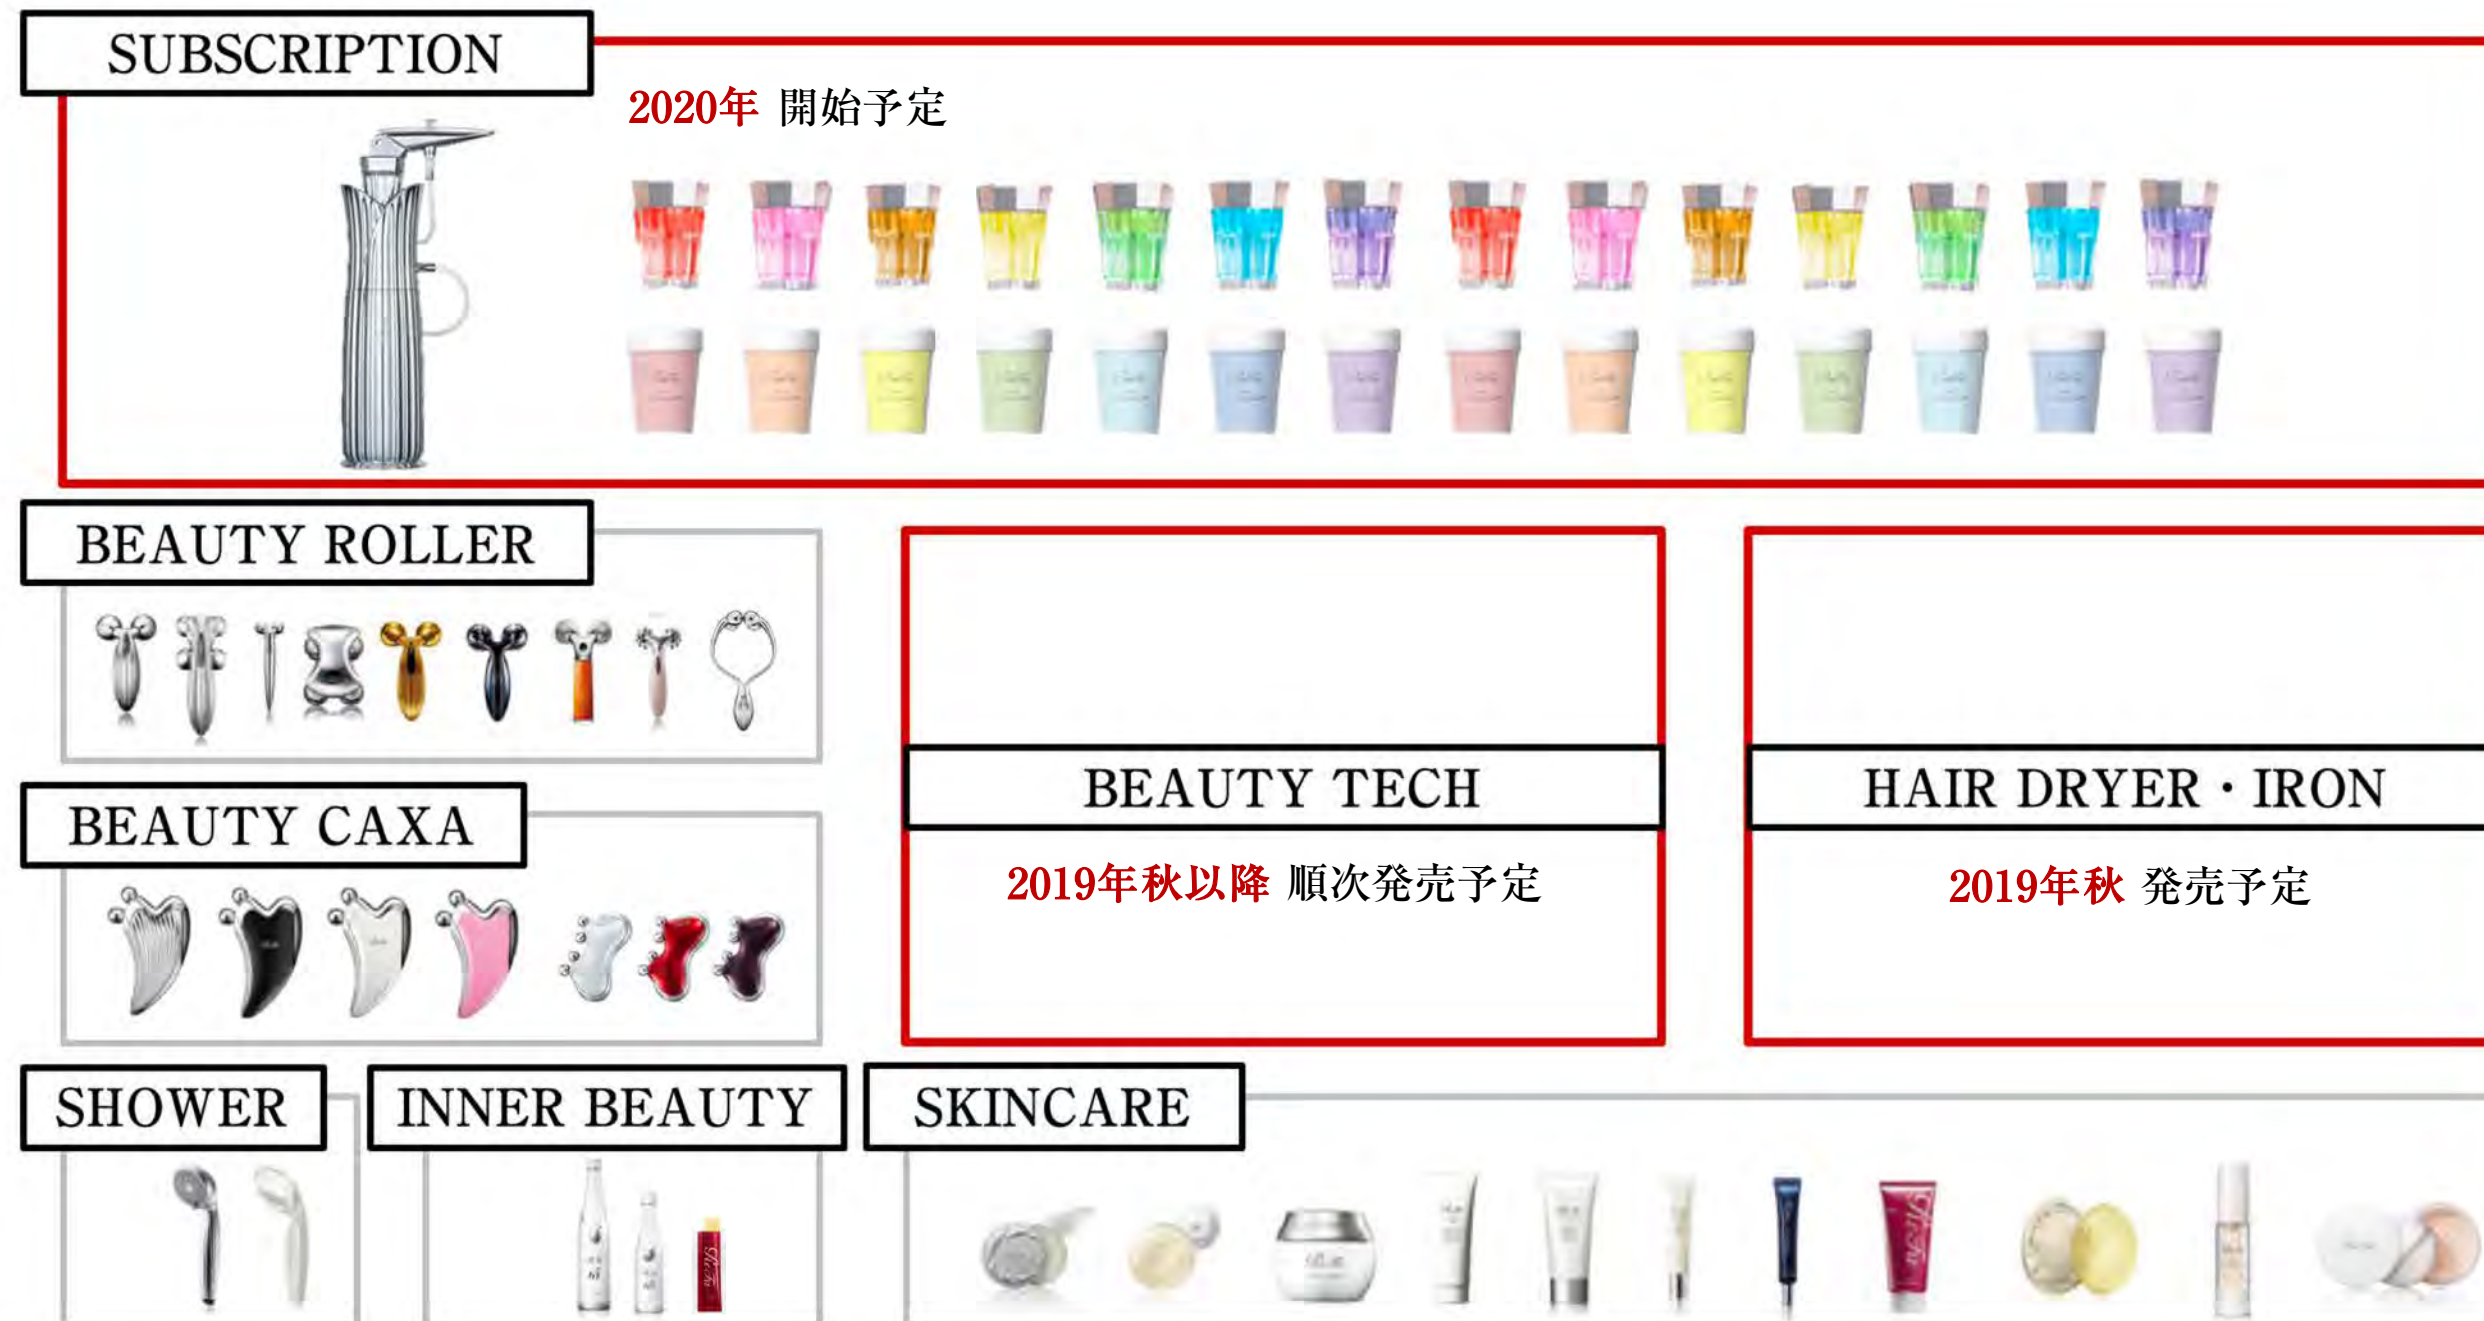 SUBSCRIPTION
2020年 開始予定
BEAUTY ROLLER
BEAUTY CAXA
BEAUTY TECH
2019年秋以降 順次発売予定
HAIR DRYER・IRON
2019年秋 発売予定
SHOWER
INNER BEAUTY
SKINCARE
ReFa
ReFa